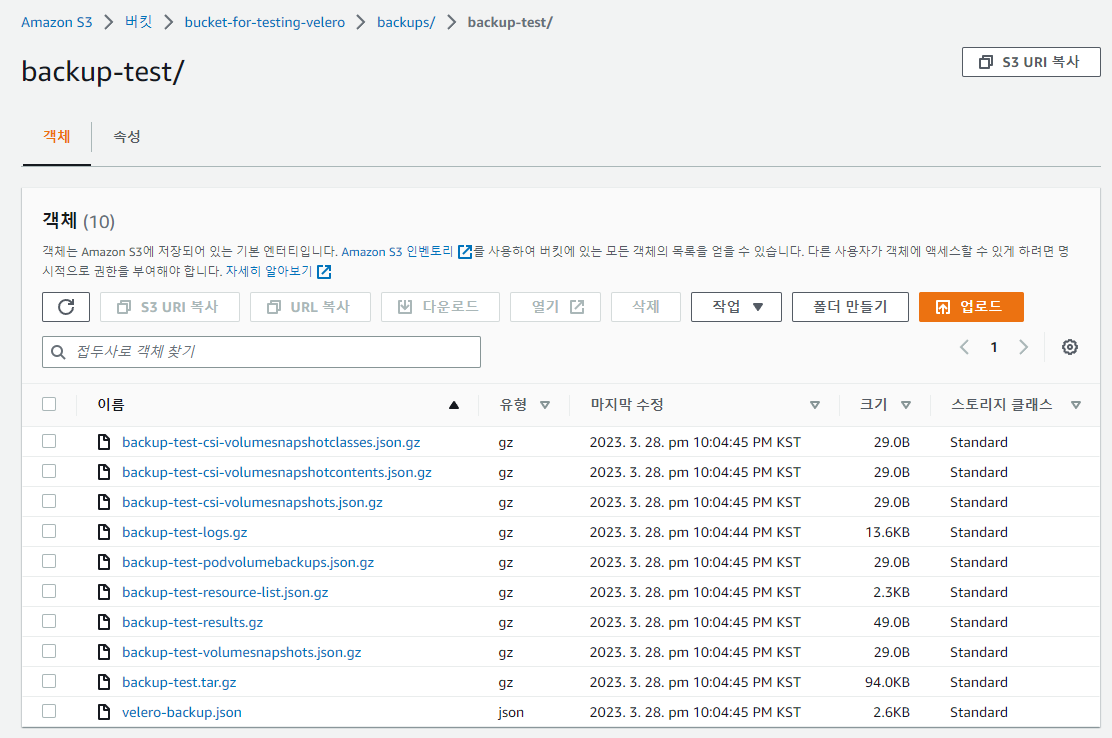 Amazon S3 > 버킷 > bucket-for-testing-velero > backups/ > backup-test/
backup-test/
S3 URI 복사
객체 속성
객체 (10)
객체는 Amazon S3에 저장되어 있는 기본 엔터티입니다. Amazon S3 인벤토리 를 사용하여 버킷에 있는 모든 객체의 목록을 얻을 수 있습니다. 다른 사용자가 객체에 액세스할 수 있게 하려면 명
시적으로 권한을 부여해야 합니다. 자세히 알아보기
S3 URI 복사 URL 복사 다운로드 열기 삭제 작업 폴더 만들기 업로드
접두사로 객체 찾기 < 1 >
이름 유형 마지막 수정 크기 스토리지 클래스
backup-test-csi-volumesnapshotclasses.json.gz gz 2023. 3. 28. pm 10:04:45 PM KST 29.0B Standard
backup-test-csi-volumesnapshotcontents.json.gz gz 2023. 3. 28. pm 10:04:45 PM KST 29.0B Standard
backup-test-csi-volumesnapshots.json.gz gz 2023. 3. 28. pm 10:04:45 PM KST 29.0B Standard
backup-test-logs.gz gz 2023. 3. 28. pm 10:04:44 PM KST 13.6KB Standard
backup-test-podvolumebackups.json.gz gz 2023. 3. 28. pm 10:04:45 PM KST 29.0B Standard
backup-test-resource-list.json.gz gz 2023. 3. 28. pm 10:04:45 PM KST 2.3KB Standard
backup-test-results.gz gz 2023. 3. 28. pm 10:04:45 PM KST 49.0B Standard
backup-test-volumesnapshots.json.gz gz 2023. 3. 28. pm 10:04:45 PM KST 29.0B Standard
backup-test.tar.gz gz 2023. 3. 28. pm 10:04:45 PM KST 94.0KB Standard
velero-backup.json json 2023. 3. 28. pm 10:04:45 PM KST 2.6KB Standard